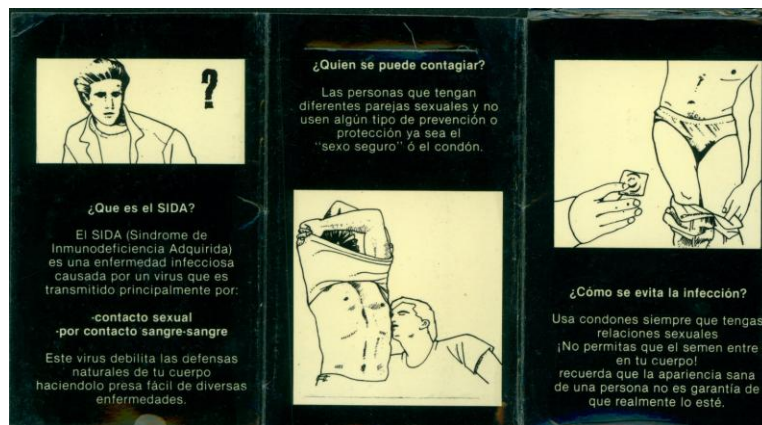 ?
¿Que es el SIDA?
El SIDA (Sindrome de
Inmunodeficiencia Adquirida)
es una enfermedad infecciosa
causada por un virus que es
transmitido principalmente por:
-contacto sexual
-por contacto sangre-sangre
Este virus debilita las defensas
naturales de tu cuerpo
haciendolo presa fácil de diversas
enfermedades.
¿Quien se puede contagiar?
Las personas que tengan
diferentes parejas sexuales y no
usen algún tipo de prevención o
protección ya sea el
"sexo seguro" ó el condón.
¿Cómo se evita la infección?
Usa condones siempre que tengas
relaciones sexuales
¡No permitas que el semen entre
en tu cuerpo!
recuerda que la apariencia sana
de una persona no es garantía de
que realmente lo esté.